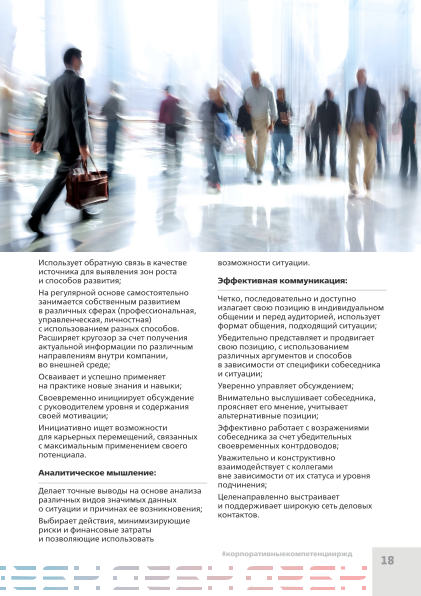 Использует обратную связь в качестве
источника для выявления зон роста
и способов развития;
На регулярной основе самостоятельно
занимается собственным развитием
в различных сферах (профессиональная,
управленческая, личностная)
с использованием разных способов.
Расширяет кругозор за счет получения
актуальной информации по различным
направлениям внутри компании,
во внешней среде;
Осваивает и успешно применяет
на практике новые знания и навыки;
Своевременно инициирует обсуждение
с руководителем уровня и содержания
своей мотивации;
Инициативно ищет возможности
для карьерных перемещений, связанных
с максимальным применением своего
потенциала.
Аналитическое мышление:
Делает точные выводы на основе анализа
различных видов значимых данных
о ситуации и причинах ее возникновения;
Выбирает действия, минимизирующие
риски и финансовые затраты
и позволяющие использовать
возможности ситуации.
Эффективная коммуникация:
Четко, последовательно и доступно
излагает свою позицию в индивидуальном
общении и перед аудиторией, использует
формат общения, подходящий ситуации;
Убедительно представляет и продвигает
свою позицию, с использованием
различных аргументов и способов
в зависимости от специфики собеседника
и ситуации;
Уверенно управляет обсуждением;
Внимательно выслушивает собеседника,
проясняет его мнение, учитывает
альтернативные позиции;
Эффективно работает с возражениями
собеседника за счет убедительных
своевременных контрдоводов;
Уважительно и конструктивно
взаимодействует с коллегами
вне зависимости от их статуса и уровня
подчинения;
Целенаправленно выстраивает
и поддерживает широкую сеть деловых
контактов.
#корпоративныекомпетенцииржд
18